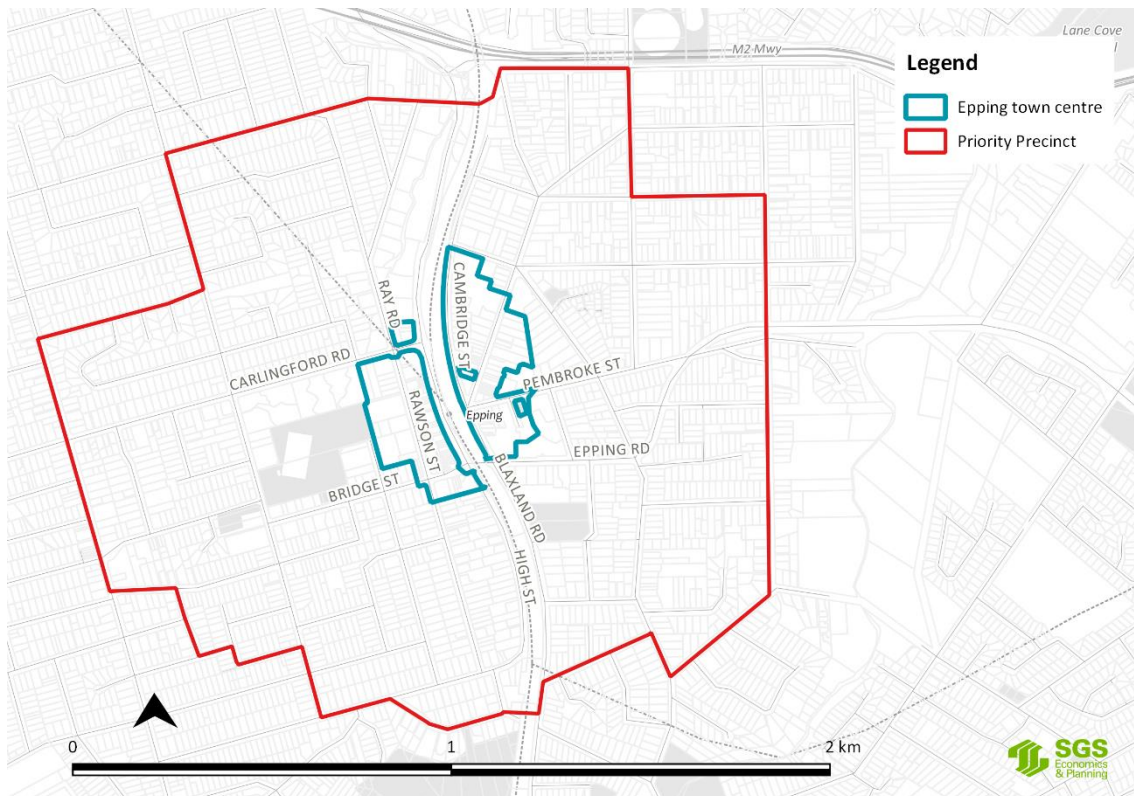 M2 Mwy
Lane Cove
Legend
Epping town centre
Priority Precinct
RAY RD
CAMBRIDGE ST
CARLINGFORD RD
PEMBROKE ST
RAWSON ST
Epping
EPPING RD
BRIDGE ST
BLAXLAND RD
HIGH ST
0
1
2 km
SGS
Economics
& Planning